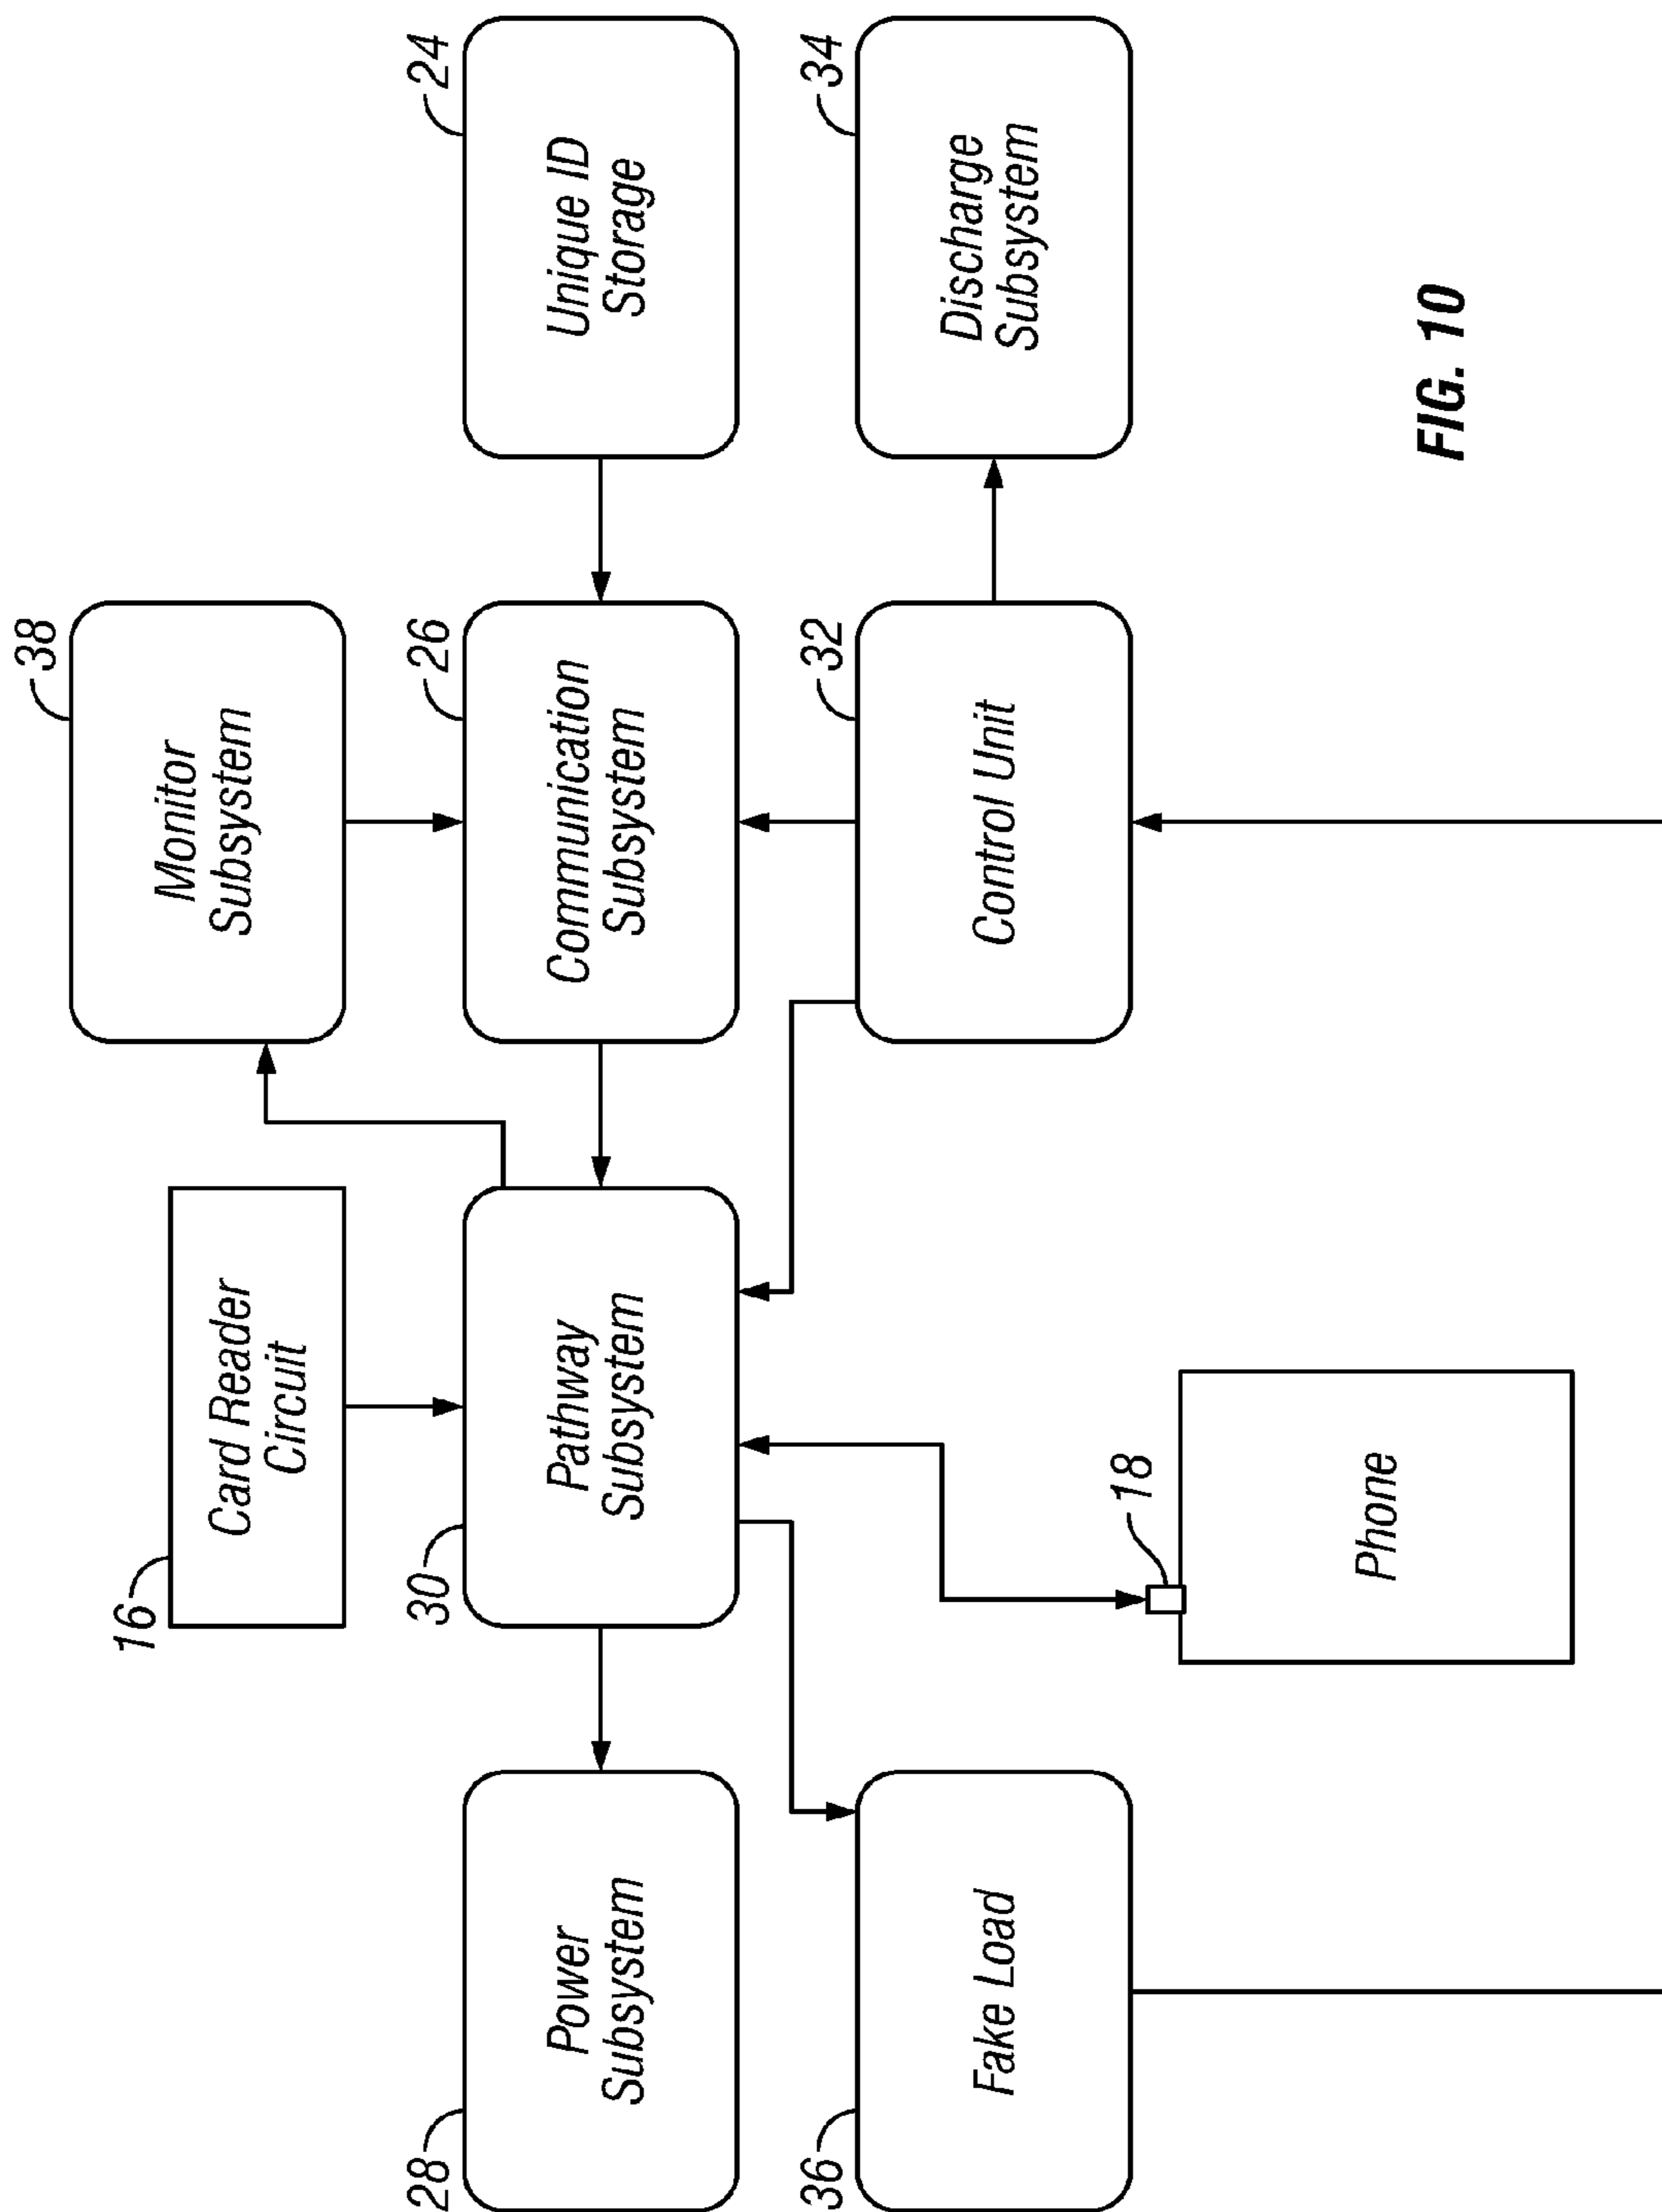 38
Monitor
Subsystem
16
Card Reader
Circuit
28
Power
Subsystem
30
Pathway
Subsystem
26
Communication
Subsystem
24
Unique ID
Storage
36
Fake Load
32
Control Unit
34
Discharge
Subsystem
18
Phone
FIG. 10